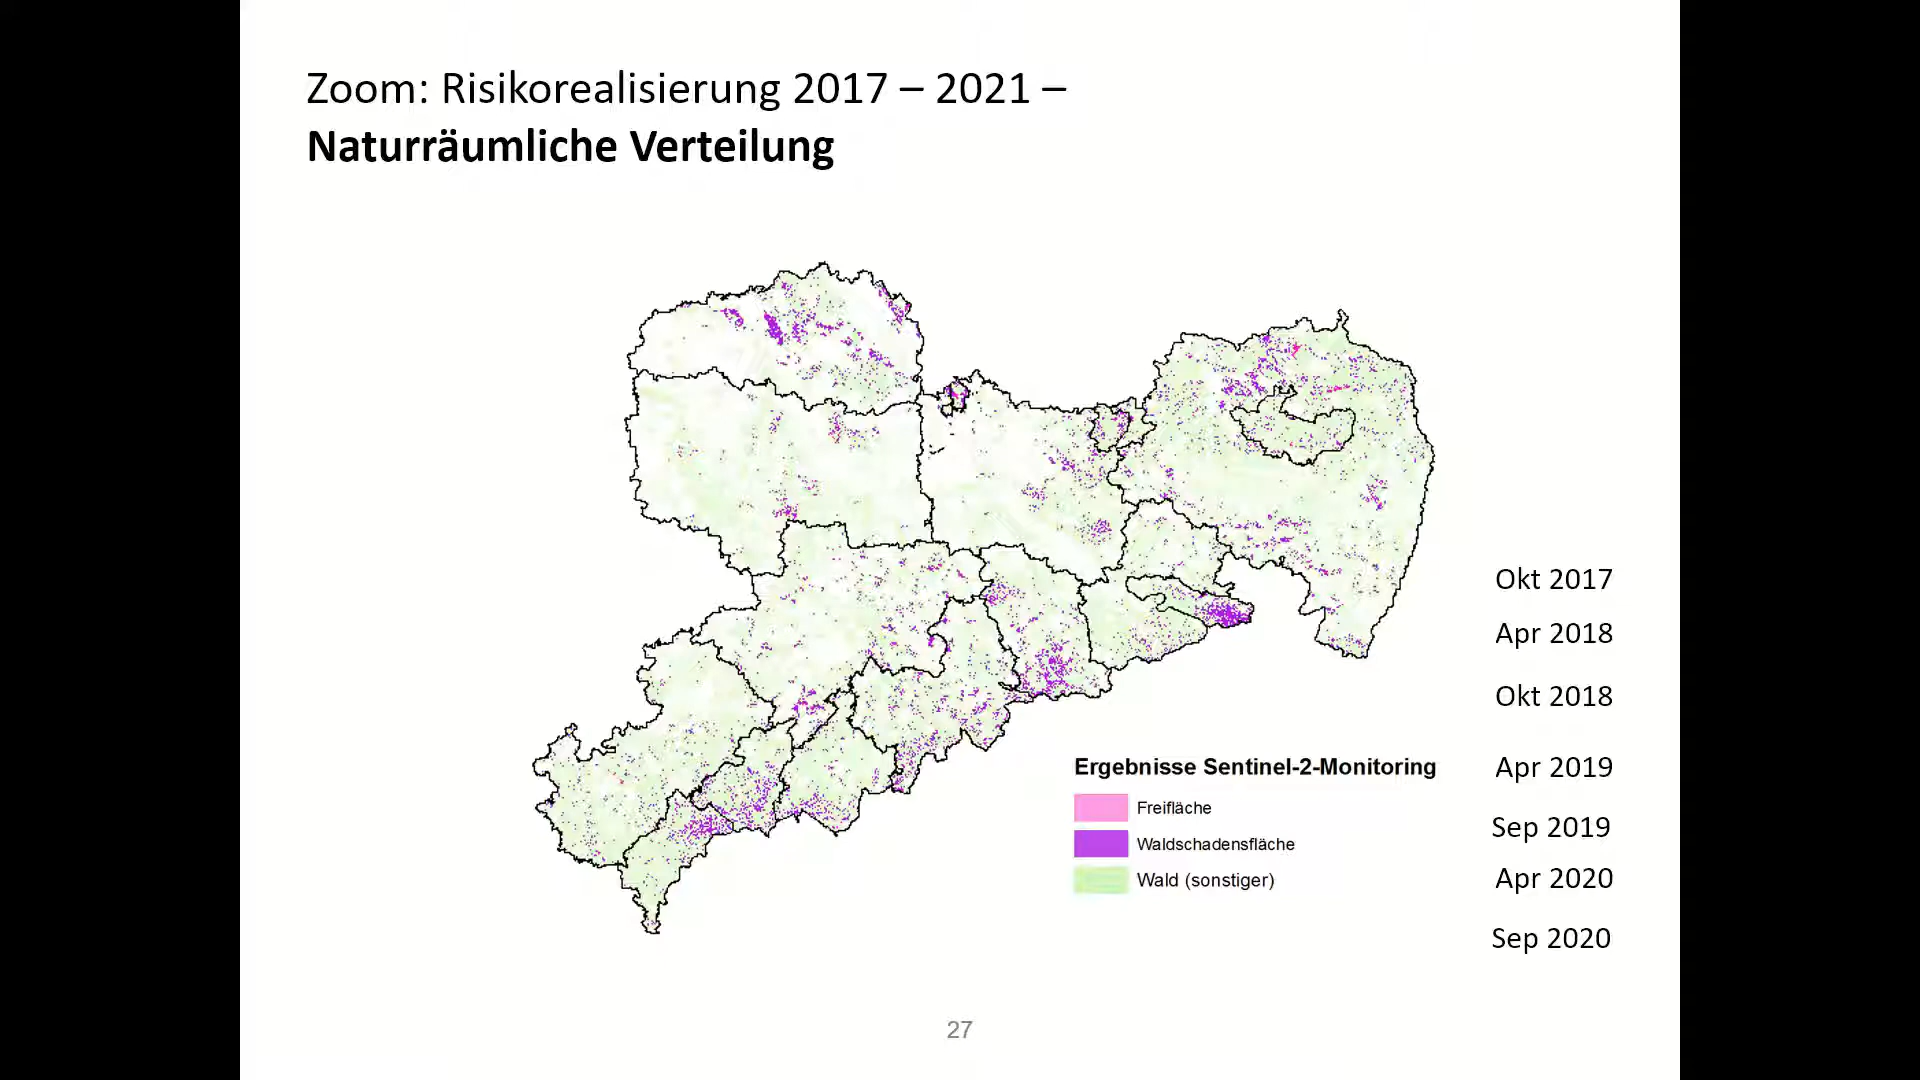 Zoom: Risikorealisierung 2017 – 2021 –
Naturräumliche Verteilung
Okt 2017
Apr 2018
Okt 2018
Ergebnisse Sentinel-2-Monitoring
Apr 2019
Freifläche
Sep 2019
Waldschadensfläche
Wald (sonstiger)
Apr 2020
Sep 2020
27